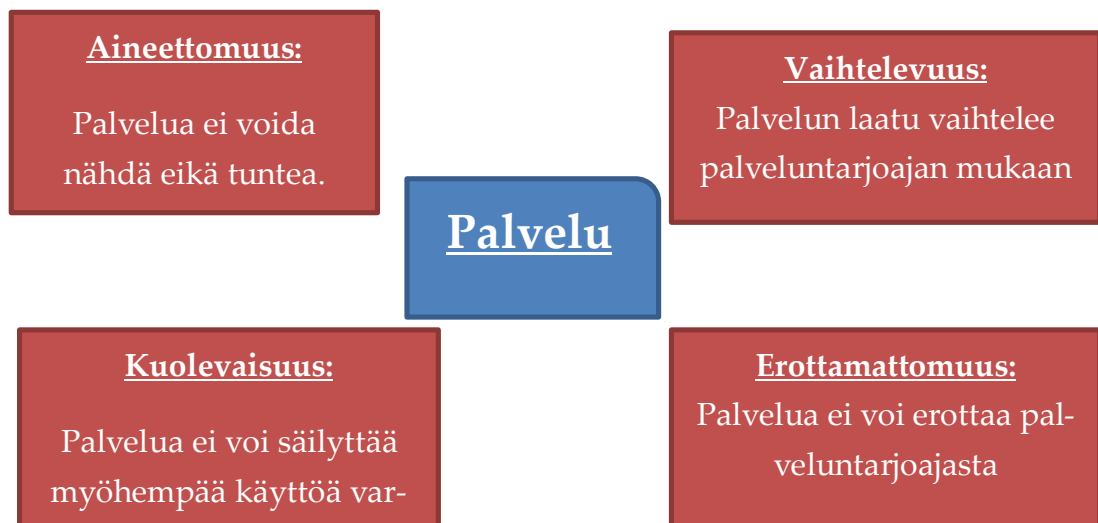 Aineettomuus:
Palvelua ei voida
nähdä eikä tuntea.
Vaihtelevuus:
Palvelun laatu vaihtelee
palveluntarjoajan mukaan
Palvelu
Kuolevaisuus:
Palvelua ei voi säilyttää
myöhempää käyttöä var-
Erottamattomuus:
Palvelua ei voi erottaa pal-
veluntarjoajasta